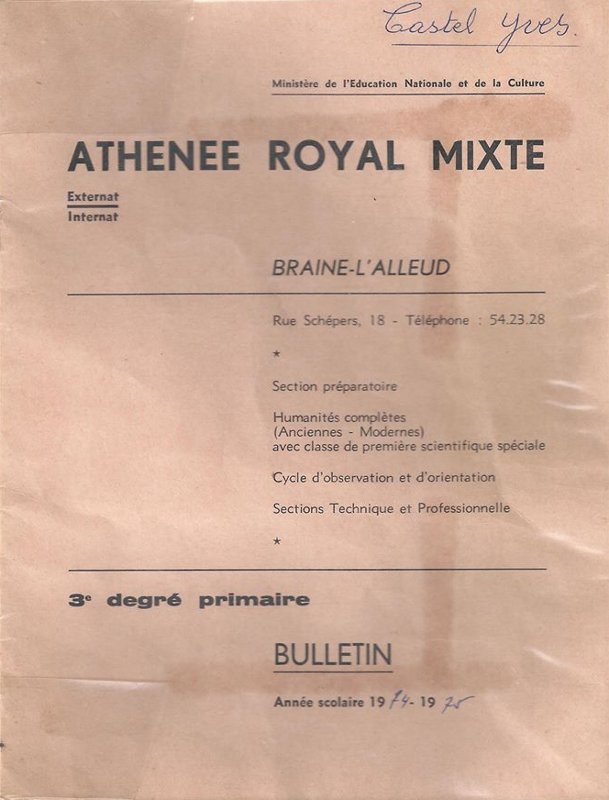 Castel Yves.
Ministère de l'Education Nationale et de la Culture
ATHENEE ROYAL MIXTE
Externat
Internat
BRAINE-L'ALLEUD
Rue Schépers, 18 - Téléphone : 54.23.28
*
Section préparatoire
Humanités complètes
(Anciennes - Modernes)
avec classe de première scientifique spéciale
Cycle d'observation et d'orientation
Sections Technique et Professionnelle
*
3e degré primaire
BULLETIN
Année scolaire 1974-1975